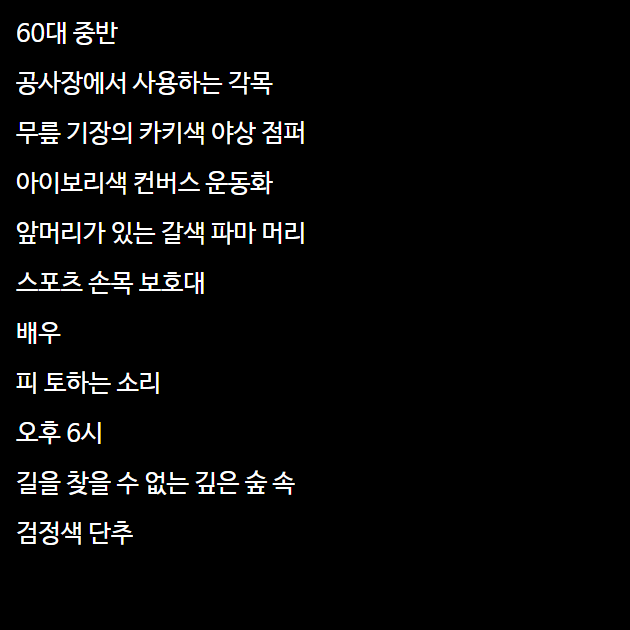 60대 중반
공사장에서 사용하는 각목
무릎 기장의 카키색 야상 점퍼
아이보리색 컨버스 운동화
앞머리가 있는 갈색 파마 머리
스포츠 손목 보호대
배우
피 토하는 소리
오후 6시
길을 찾을 수 없는 깊은 숲 속
검정색 단추